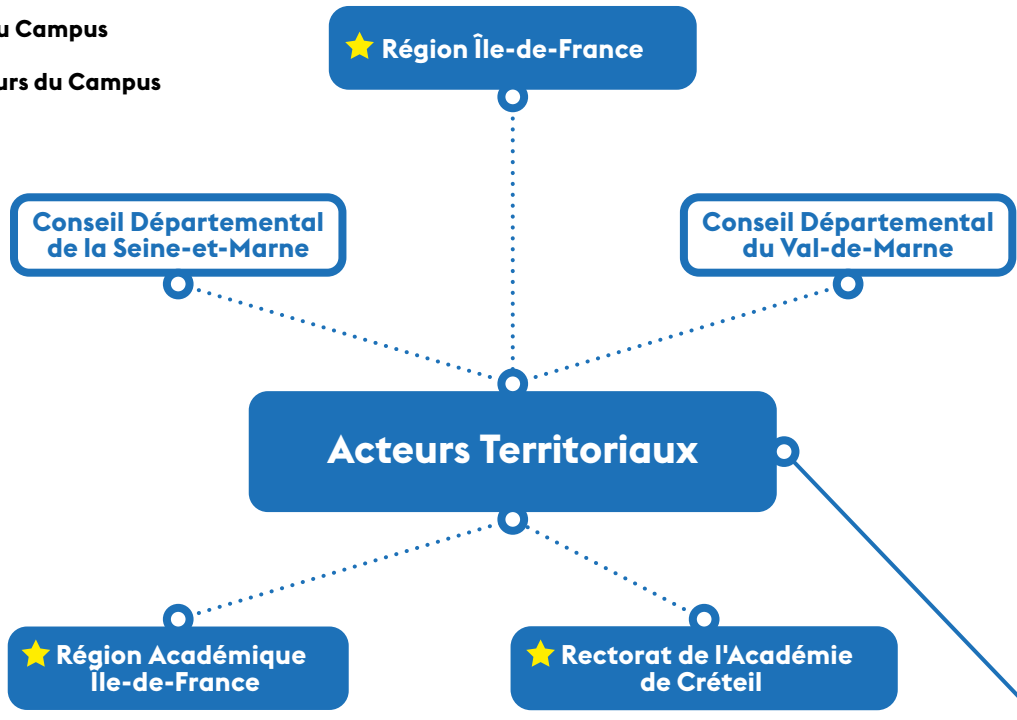 u Campus
urs du Campus
Région Île-de-France
Conseil Départemental
de la Seine-et-Marne
Conseil Départemental
du Val-de-Marne
Acteurs Territoriaux
Région Académique
Île-de-France
Rectorat de l'Académie
de Créteil